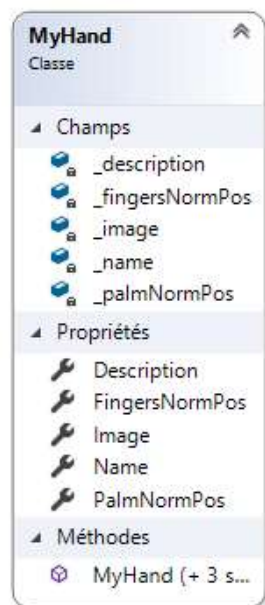 MyHand
Classe
Champs
_description
_fingersNormPos
_image
_name
_palmNormPos
Propriétés
Description
FingersNormPos
Image
Name
PalmNormPos
Méthodes
MyHand (+ 3 s...